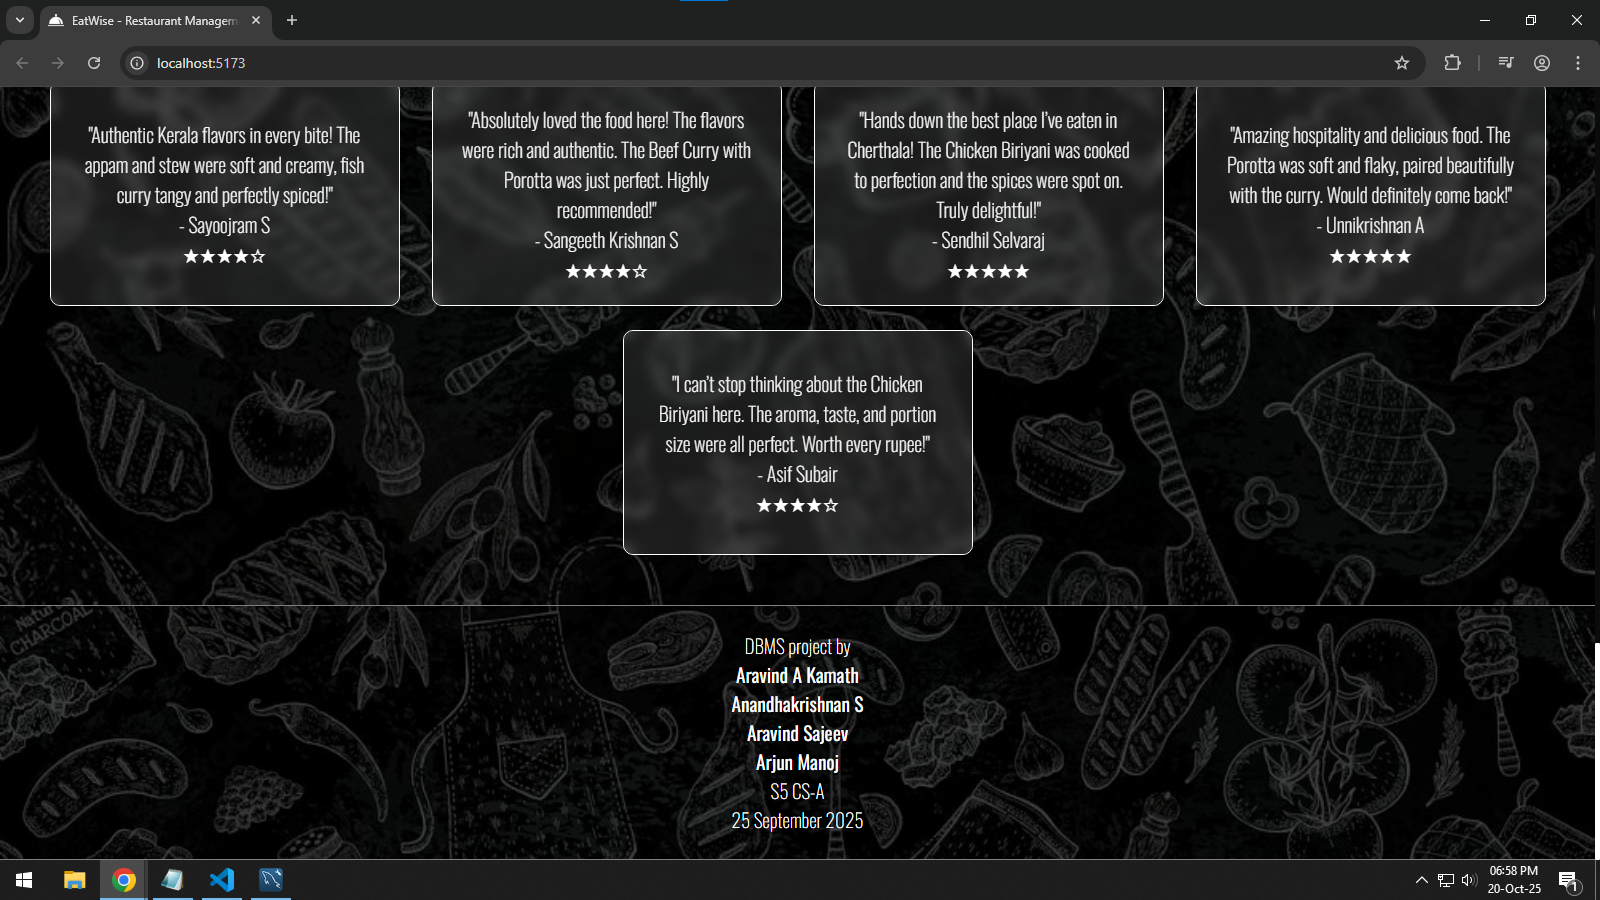 EatWise - Restaurant Managem
localhost:5173
"Authentic Kerala flavors in every bite! The
appam and stew were soft and creamy, fish
curry tangy and perfectly spiced!"
- Sayoojram S
★★★★☆
"Absolutely loved the food here! The flavors
were rich and authentic. The Beef Curry with
Porotta was just perfect. Highly
recommended!"
- Sangeeth Krishnan S
★★★★☆
"Hands down the best place I’ve eaten in
Cherthala! The Chicken Biriyani was cooked
to perfection and the spices were spot on.
Truly delightful!"
- Sendhil Selvaraj
★★★★★
"Amazing hospitality and delicious food. The
Porotta was soft and flaky, paired beautifully
with the curry. Would definitely come back!"
- Unnikrishnan A
★★★★★
"I can’t stop thinking about the Chicken
Biriyani here. The aroma, taste, and portion
size were all perfect. Worth every rupee!"
- Asif Subair
★★★★☆
Natural
CHARCOAL
DBMS project by
Aravind A Kamath
Anandhakrishnan S
Aravind Sajeev
Arjun Manoj
S5 CS-A
25 September 2025
06:58 PM
20-Oct-25
1